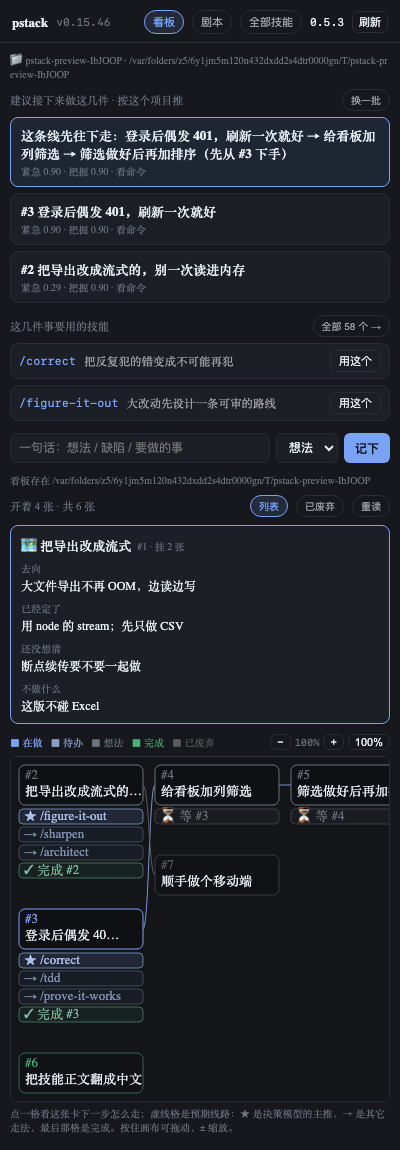 pstack v0.15.46 看板 剧本 全部技能 0.5.3 刷新
pstack-preview-IbJOOP · /var/folders/z5/6y1jm5m120n432dxdd2s4dtr0000gn/T/pstack-pr
eview-IbJOOP
建议接下来做这几件 · 按这个项目推 换一批
这条线先往下走：登录后偶发 401，刷新一次就好 → 给看板加
列筛选 → 筛选做好后再加排序（先从 #3 下手）
紧急 0.90 · 把握 0.90 · 看命令
#3 登录后偶发 401，刷新一次就好
紧急 0.90 · 把握 0.90 · 看命令
#2 把导出改成流式的，别一次读进内存
紧急 0.29 · 把握 0.90 · 看命令
这几件事要用的技能 全部 58 个 →
/correct 把反复犯的错变成不可能再犯 用这个
/figure-it-out 大改动先设计一条可审的路线 用这个
一句话：想法 / 缺陷 / 要做的事 想法 记下
看板存在 /var/folders/z5/6y1jm5m120n432dxdd2s4dtr0000gn/T/pstack-preview-IbJOOP
开着 4 张 · 共 6 张 列表 已废弃 重读
把导出改成流式 #1 · 挂 2 张
去向
大文件导出不再 OOM，边读边写
已经定了
用 node 的 stream；先只做 CSV
还没想清
断点续传要不要一起做
不做什么
这版不碰 Excel
在做 待办 想法 完成 已废弃 − 100% + 100%
#2
把导出改成流式的…
★ /figure-it-out
→ /sharpen
→ /architect
✓ 完成 #2
#4
给看板加列筛选
⏳ 等 #3
#5
筛选做好后再加
⏳ 等 #4
#7
顺手做个移动端
#3
登录后偶发 40…
★ /correct
→ /tdd
→ /prove-it-works
✓ 完成 #3
#6
把技能正文翻成中文
点一格看这张卡下一步怎么走；虚线格是预期线路：★ 是决策模型的主推，→ 是其它
走法，最后那格是完成。按住画布可拖动，± 缩放。